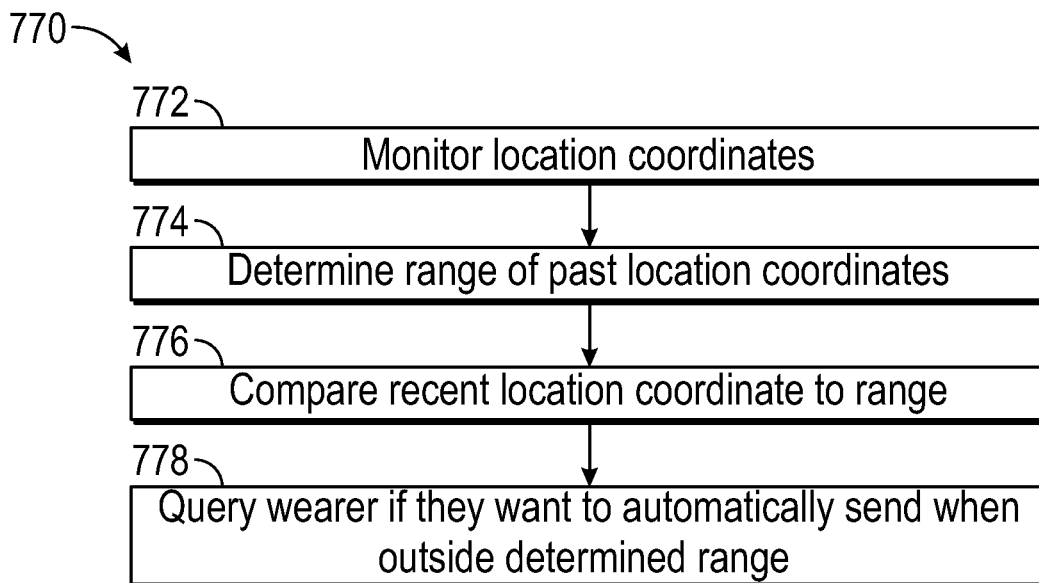 770
772
Monitor location coordinates
774
Determine range of past location coordinates
776
Compare recent location coordinate to range
778
Query wearer if they want to automatically send when
outside determined range